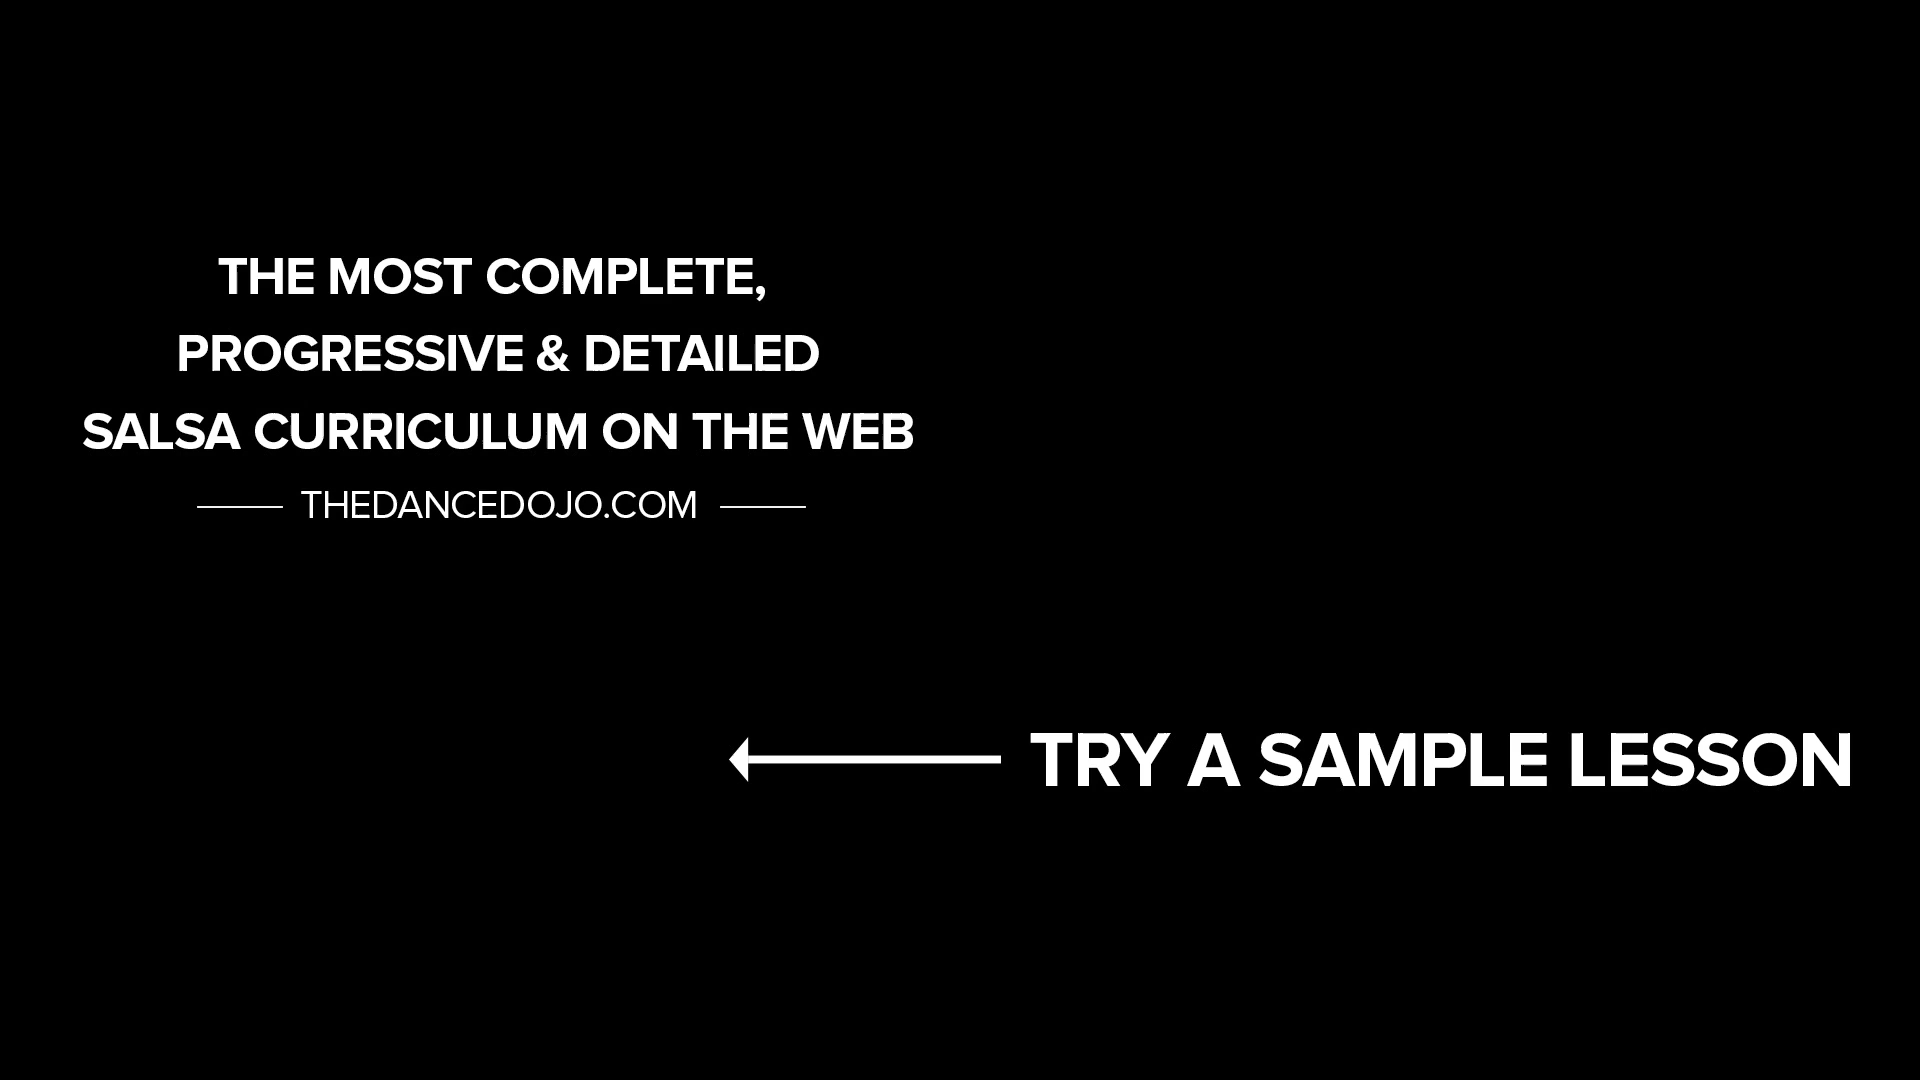 THE MOST COMPLETE,
PROGRESSIVE & DETAILED
SALSA CURRICULUM ON THE WEB
THEDANCEDOJO.COM
TRY A SAMPLE LESSON